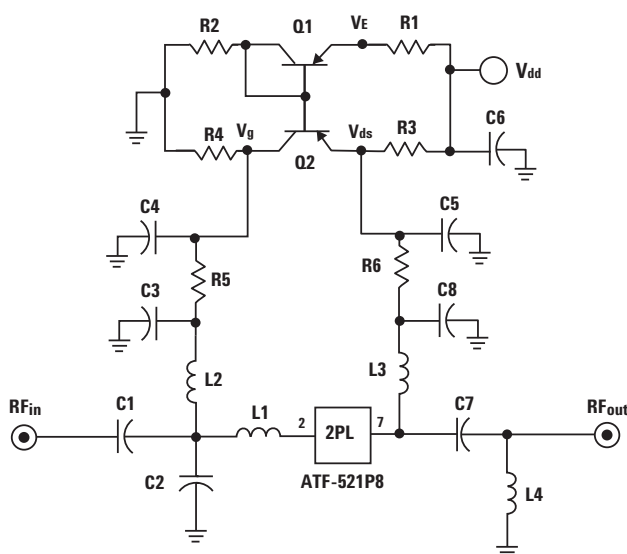 R2
Q1
VE
R1
Vdd
R4
Vg
Q2
Vds
R3
C6
C4
C5
R5
R6
C3
C8
L2
L3
RFin
C1
L1
2
2PL
7
C7
RFout
C2
ATF-521P8
L4